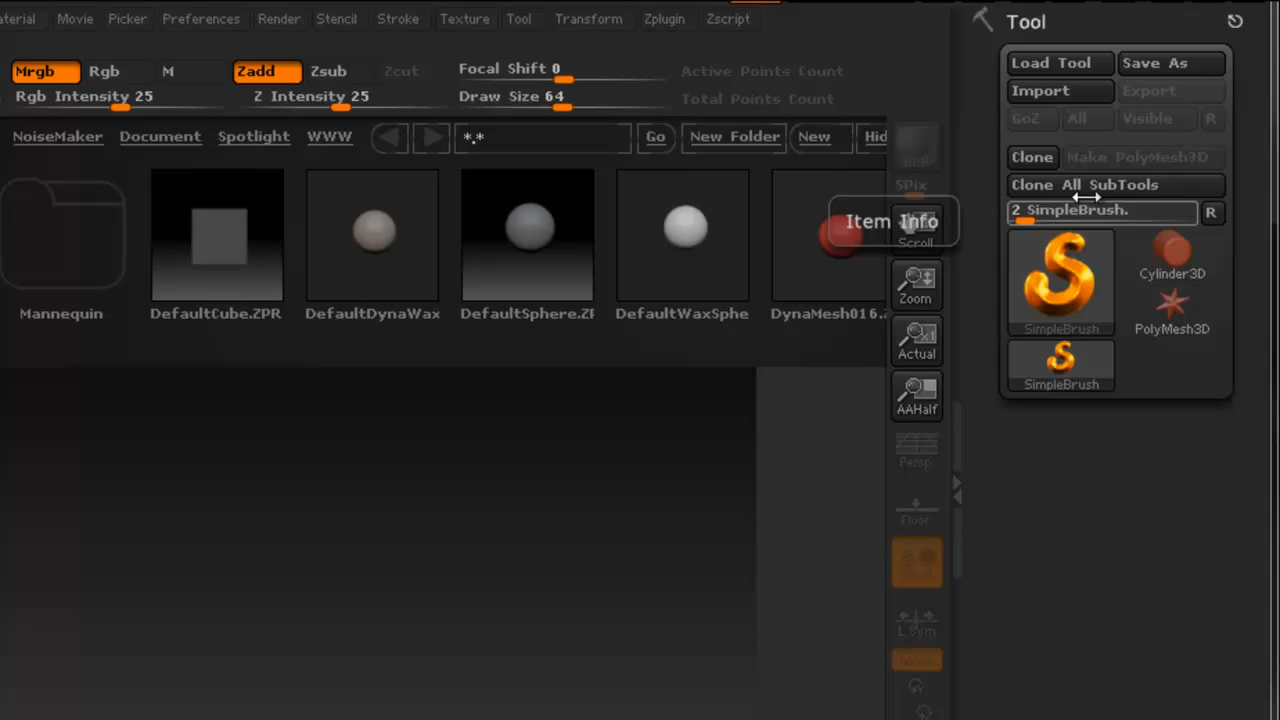 aterial Movie Picker Preferences Render Stencil Stroke Texture Tool Transform Zplugin Zscript
Mrgb Rgb M Zadd Zsub Zcut Focal Shift 0 Active Points Count
Rgb Intensity 25 Z Intensity 25 Draw Size 64 Total Points Count
NoiseMaker Document Spotlight WWW *.* Go New Folder New Hid
Mannequin DefaultCube.ZPR DefaultDynaWax DefaultSphere.ZP DefaultWaxSphe DynaMesh016.Z
SPix
Item Info
Scroll
Zoom
Actual
AAHalf
Persp
Floor
L.Sym
Tool
Load Tool Save As
Import Export
GoZ All Visible R
Clone Make PolyMesh3D
Clone All SubTools
2 SimpleBrush. R
SimpleBrush Cylinder3D
PolyMesh3D
SimpleBrush